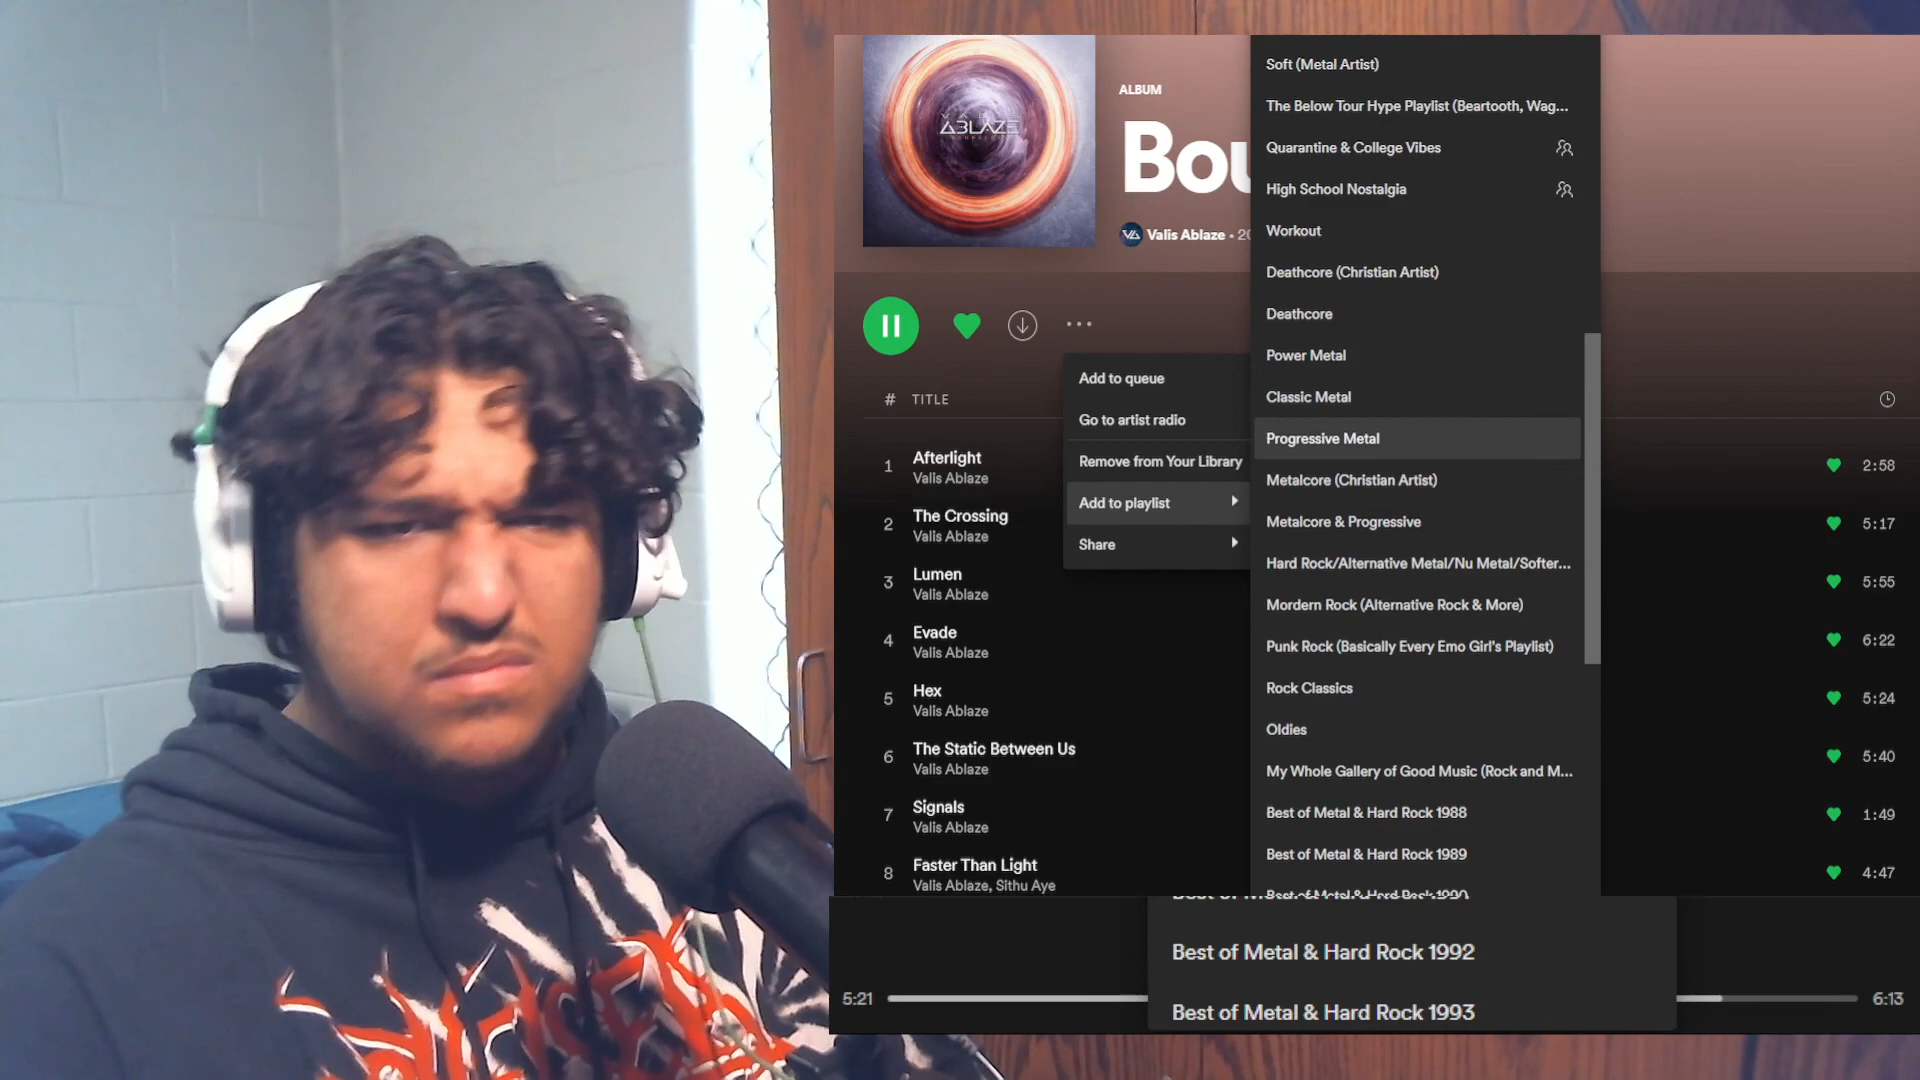 ABLAZE
ALBUM
Bou
Valis Ablaze • 20
# TITLE
1 Afterlight 2:58
Valis Ablaze
2 The Crossing 5:17
Valis Ablaze
3 Lumen 5:55
Valis Ablaze
4 Evade 6:22
Valis Ablaze
5 Hex 5:24
Valis Ablaze
6 The Static Between Us 5:40
Valis Ablaze
7 Signals 1:49
Valis Ablaze
8 Faster Than Light 4:47
Valis Ablaze, Sithu Aye
Add to queue
Go to artist radio
Remove from Your Library
Add to playlist
Share
Soft (Metal Artist)
The Below Tour Hype Playlist (Beartooth, Wag...
Quarantine & College Vibes
High School Nostalgia
Workout
Deathcore (Christian Artist)
Deathcore
Power Metal
Classic Metal
Progressive Metal
Metalcore (Christian Artist)
Metalcore & Progressive
Hard Rock/Alternative Metal/Nu Metal/Softer...
Mordern Rock (Alternative Rock & More)
Punk Rock (Basically Every Emo Girl's Playlist)
Rock Classics
Oldies
My Whole Gallery of Good Music (Rock and M...
Best of Metal & Hard Rock 1988
Best of Metal & Hard Rock 1989
Best of Metal & Hard Rock 1990
Best of Metal & Hard Rock 1992
Best of Metal & Hard Rock 1993
5:21
6:13